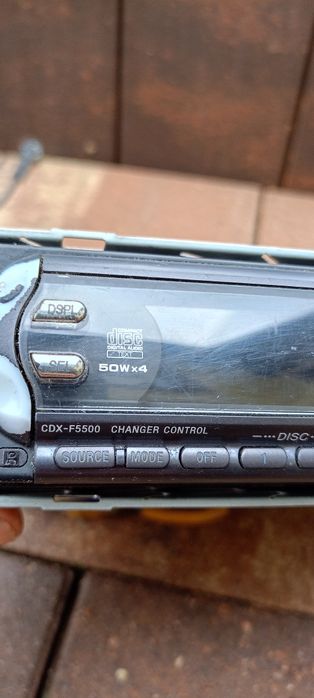 DSPL
COMPACT
disc
DIGITAL AUDIO
TEXT
SEL
50W×4
CDX-F5500 CHANGER CONTROL
DISC
SOURCE MODE OFF 1